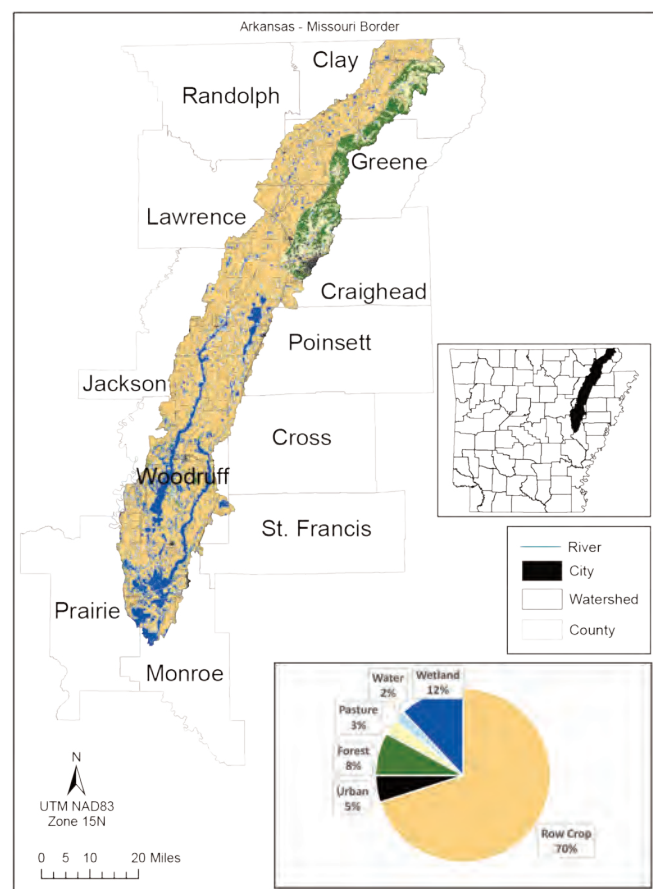 Arkansas - Missouri Border
Clay
Randolph
Greene
Lawrence
Craighead
Poinsett
Jackson
Cross
Woodruff
St. Francis
Prairie
Monroe
River
City
Watershed
County
Water
2%
Wetland
12%
Pasture
3%
Forest
8%
Urban
5%
Row Crop
70%
N
UTM NAD83
Zone 15N
0 5 10 20 Miles